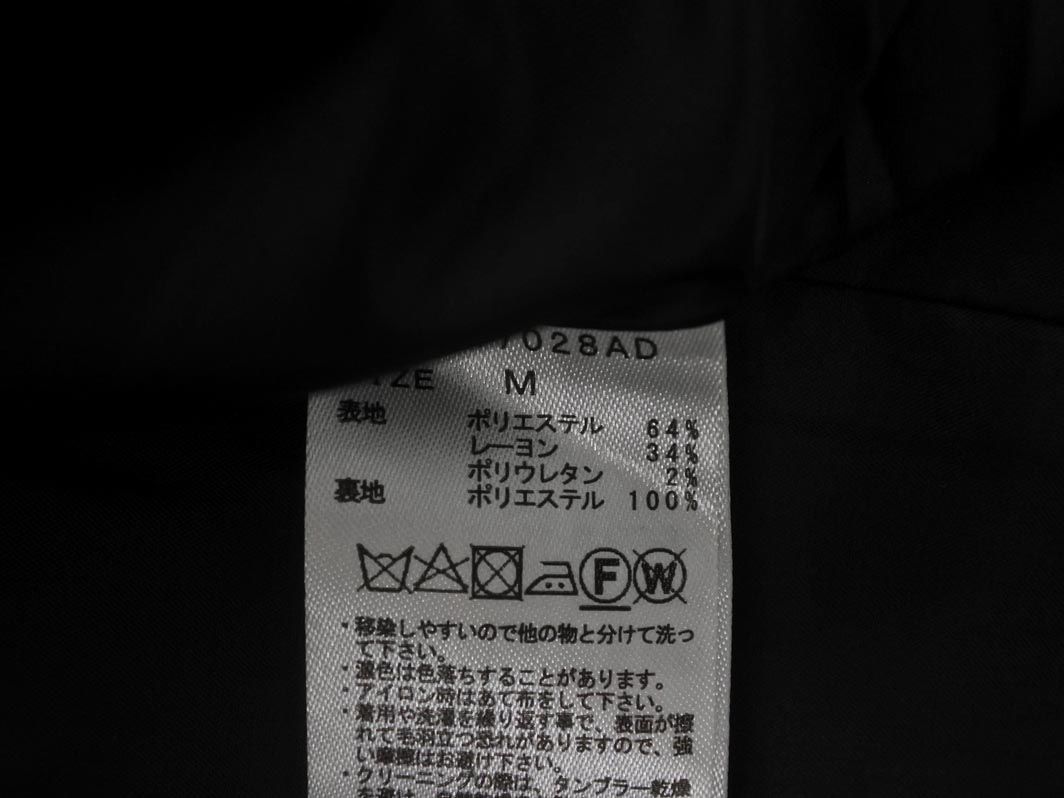 7028AD
IZE M
表地 ポリエステル 64%
レーヨン 34%
ポリウレタン 2%
裏地 ポリエステル 100%
F W
・移染しやすいので他の物と分けて洗っ
て下さい。
・濃色は色落ちすることがあります。
・アイロン時はあて布をして下さい。
・着用や洗濯を繰り返す事で、表面が擦
れて毛羽立つ恐れがありますので、強
い摩擦はお避け下さい。
・クリーニングの際は、タンブラー乾燥